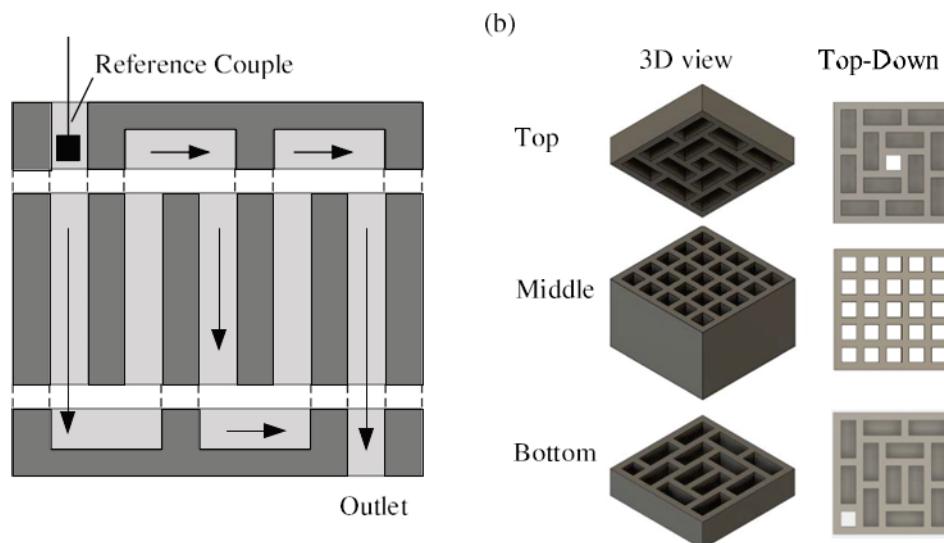 Reference Couple
Outlet
(b)
3D view
Top-Down
Top
Middle
Bottom